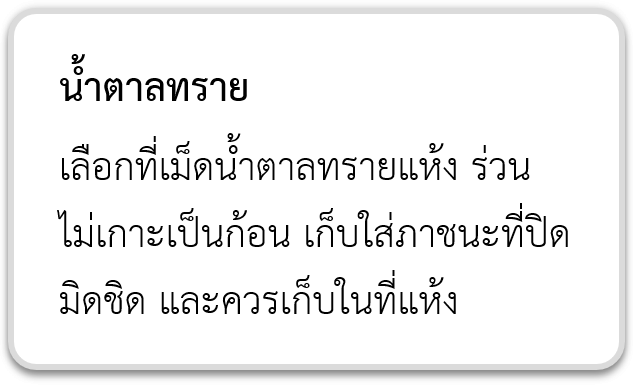 น้ำตาลทราย
เลือกที่เม็ดน้ำตาลทรายแห้ง ร่วน
ไม่เกาะเป็นก้อน เก็บใส่ภาชนะที่ปิด
มิดชิด และควรเก็บในที่แห้ง